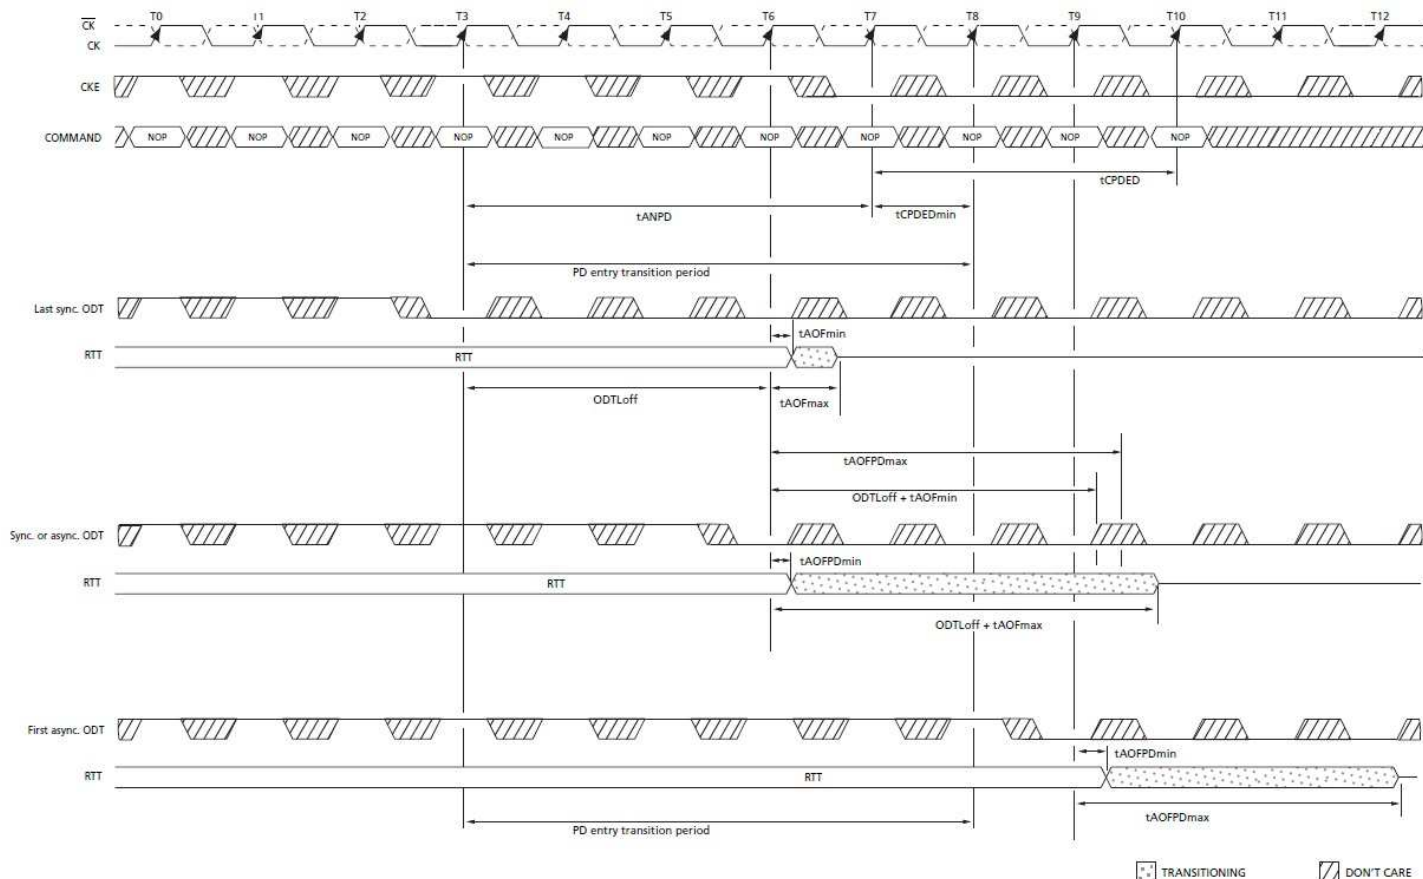 T0 T1 T2 T3 T4 T5 T6 T7 T8 T9 T10 T11 T12
CK
CK
CKE
COMMAND NOP NOP NOP NOP NOP NOP NOP NOP NOP NOP NOP
tCPDED
tANPD tCPDEDmin
PD entry transition period
Last sync. ODT
tAOFmin
RTT RTT
ODTLoff tAOFmax
tAOFPDmax
ODTLoff + tAOFmin
Sync. or async. ODT
tAOFPDmin
RTT RTT
ODTLoff + tAOFmax
First async. ODT
tAOFPDmin
RTT RTT
tAOFPDmax
PD entry transition period
TRANSITIONING DON'T CARE